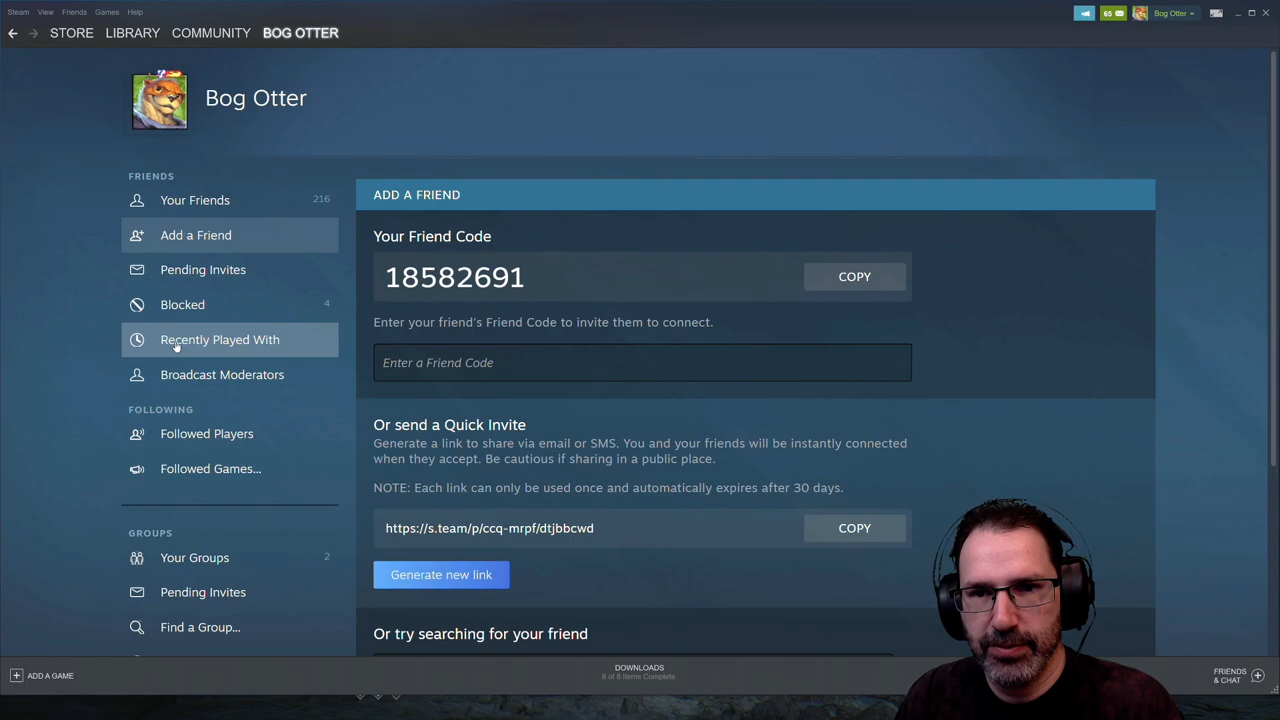 Steam View Friends Games Help
65 Bog Otter
STORE LIBRARY COMMUNITY BOG OTTER
Bog Otter
FRIENDS
Your Friends 216
Add a Friend
Pending Invites
Blocked 4
Recently Played With
Broadcast Moderators
FOLLOWING
Followed Players
Followed Games...
GROUPS
Your Groups 2
Pending Invites
Find a Group...
ADD A FRIEND
Your Friend Code
18582691 COPY
Enter your friend's Friend Code to invite them to connect.
Enter a Friend Code
Or send a Quick Invite
Generate a link to share via email or SMS. You and your friends will be instantly connected
when they accept. Be cautious if sharing in a public place.
NOTE: Each link can only be used once and automatically expires after 30 days.
https://s.team/p/ccq-mrpf/dtjbbcwd COPY
Generate new link
Or try searching for your friend
ADD A GAME
DOWNLOADS
8 of 8 Items Complete
FRIENDS
& CHAT